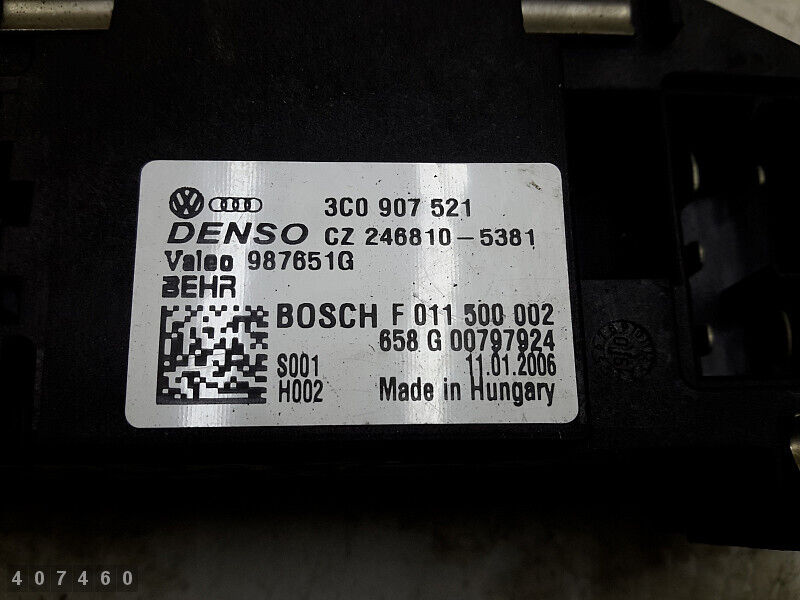 3C0 907 521
DENSO CZ 246810-5381
Valeo 987651G
BEHR
BOSCH F 011 500 002
658 G 00797924
S001 11.01.2006
H002 Made in Hungary
407460